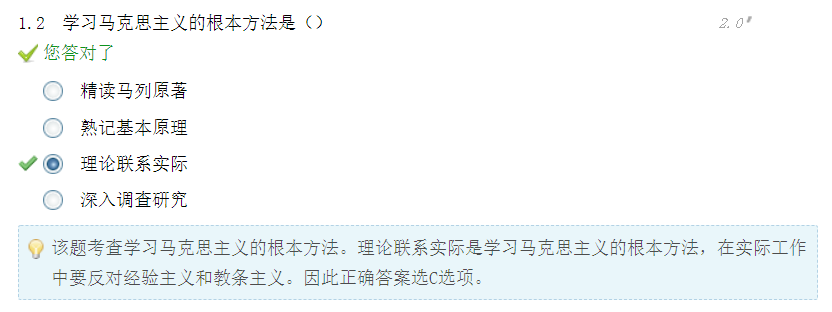 1.2 学习马克思主义的根本方法是（） 2.0'
您答对了
精读马列原著
熟记基本原理
理论联系实际
深入调查研究
该题考查学习马克思主义的根本方法。理论联系实际是学习马克思主义的根本方法，在实际工作
中要反对经验主义和教条主义。因此正确答案选C选项。